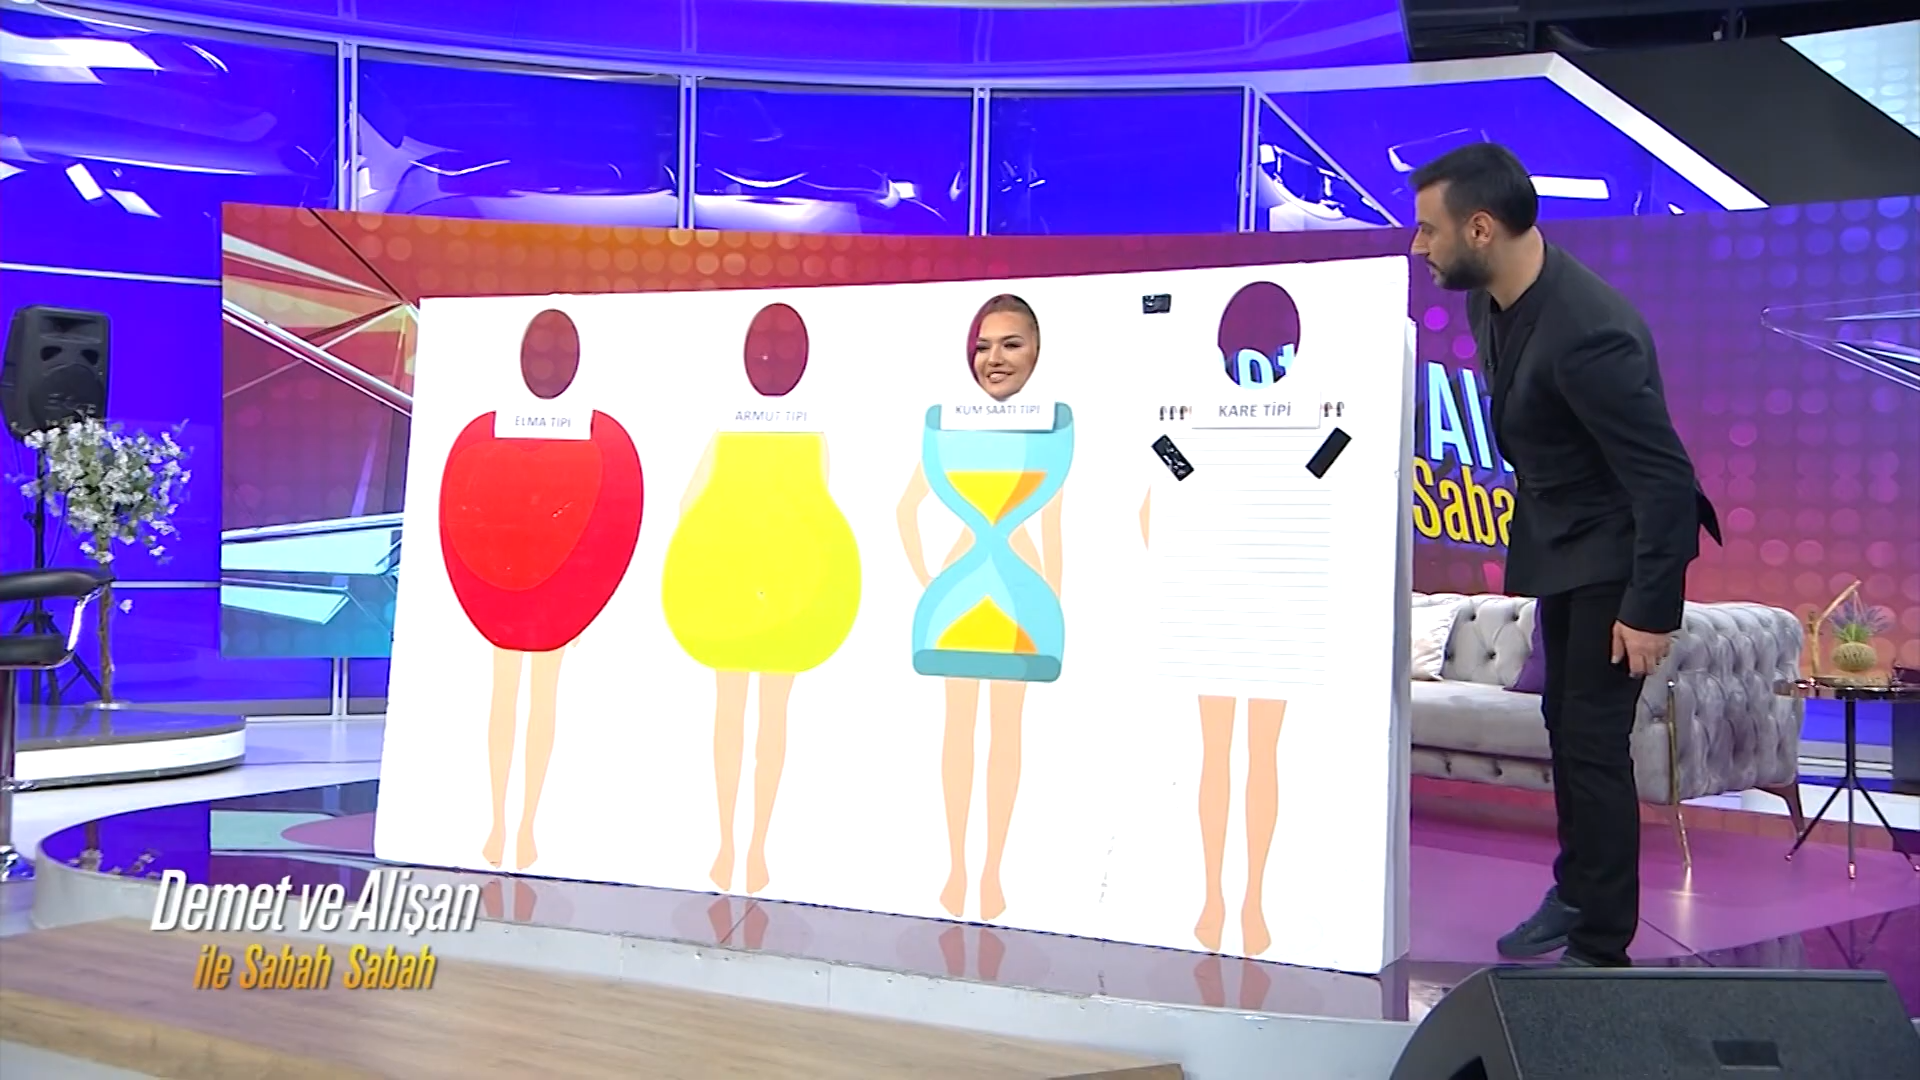 ELMA TİPİ
ARMUT TİPİ
KUM SAATİ TİPİ
KARE TİPİ
Demet ve Alişan
ile Sabah Sabah